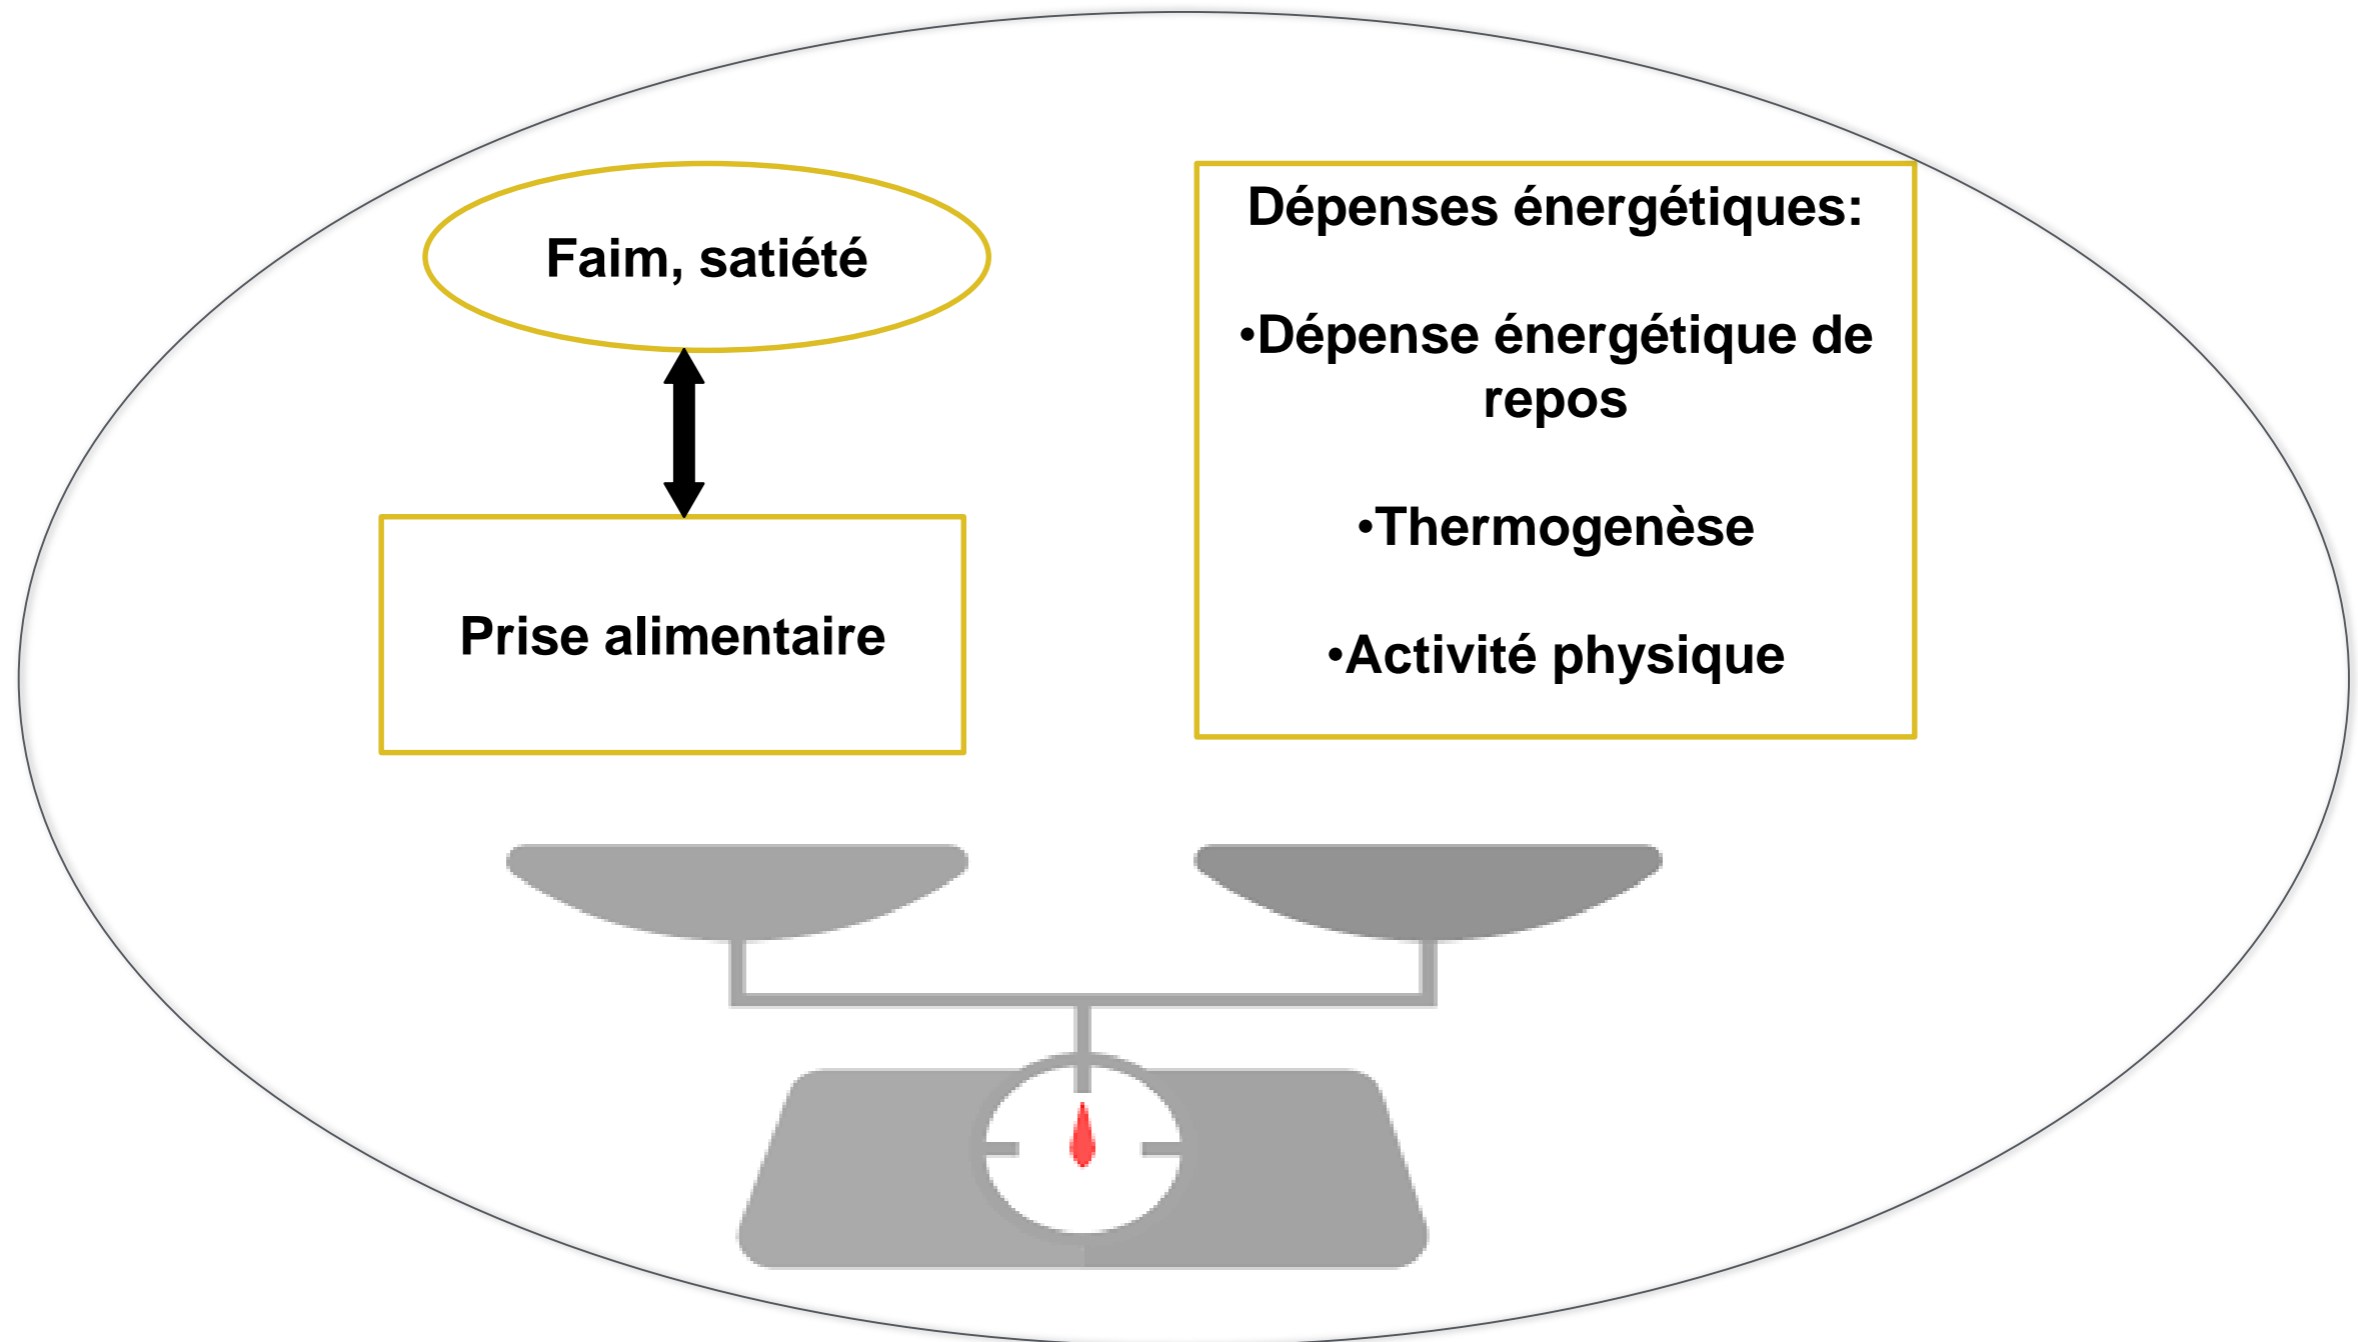 Faim, satiété
Prise alimentaire
Dépenses énergétiques:
•Dépense énergétique de
repos
•Thermogenèse
•Activité physique